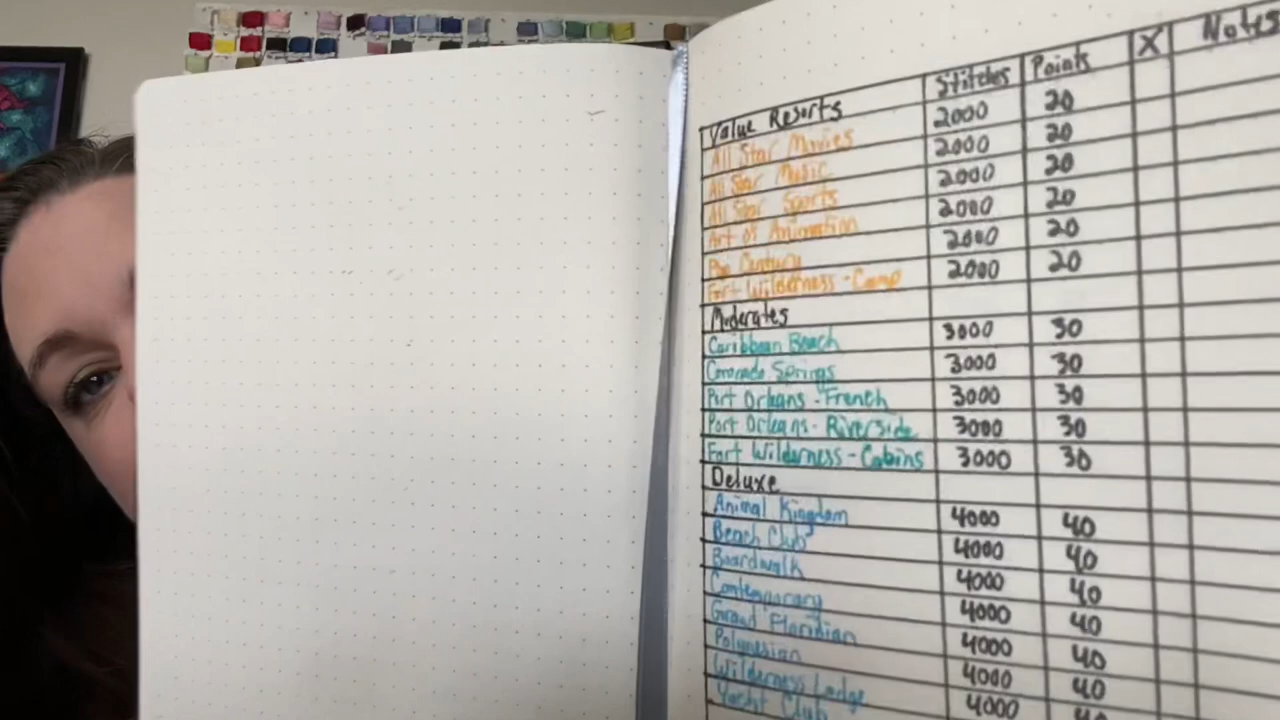 Stitches Points X Notes
Value Resorts
All Star Movies 2000 20
All Star Music 2000 20
All Star Sports 2000 20
Art of Animation 2000 20
Pop Century 2000 20
Fort Wilderness - Camp 2000 20
Moderates
Caribbean Beach 3000 30
Coronado Springs 3000 30
Port Orleans - French 3000 30
Port Orleans - Riverside 3000 30
Fort Wilderness - Cabins 3000 30
Deluxe
Animal Kingdom 4000 40
Beach Club 4000 40
Boardwalk 4000 40
Contemporary 4000 40
Grand Floridian 4000 40
Polynesian 4000 40
Wilderness Lodge 4000 40
Yacht Club